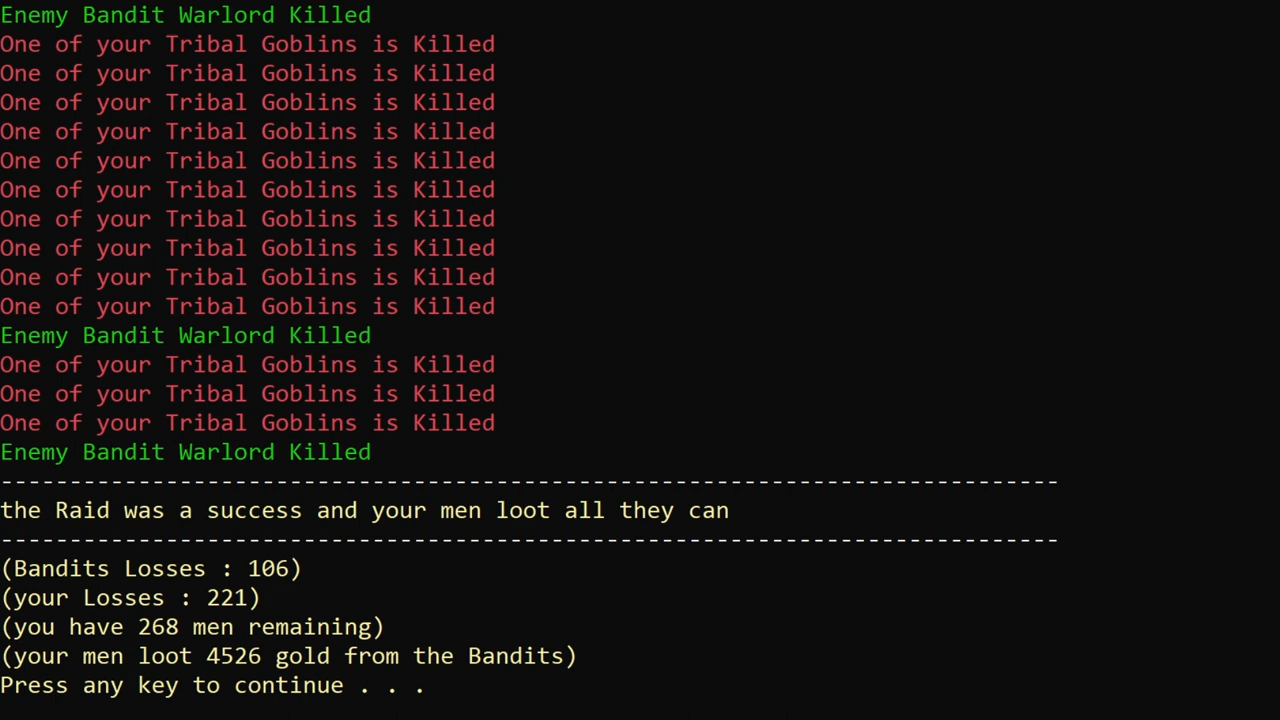 Enemy Bandit Warlord Killed
One of your Tribal Goblins is Killed
One of your Tribal Goblins is Killed
One of your Tribal Goblins is Killed
One of your Tribal Goblins is Killed
One of your Tribal Goblins is Killed
One of your Tribal Goblins is Killed
One of your Tribal Goblins is Killed
One of your Tribal Goblins is Killed
One of your Tribal Goblins is Killed
One of your Tribal Goblins is Killed
Enemy Bandit Warlord Killed
One of your Tribal Goblins is Killed
One of your Tribal Goblins is Killed
One of your Tribal Goblins is Killed
Enemy Bandit Warlord Killed
-----------------------------------------------------------------------------
the Raid was a success and your men loot all they can
-----------------------------------------------------------------------------
(Bandits Losses : 106)
(your Losses : 221)
(you have 268 men remaining)
(your men loot 4526 gold from the Bandits)
Press any key to continue . . .